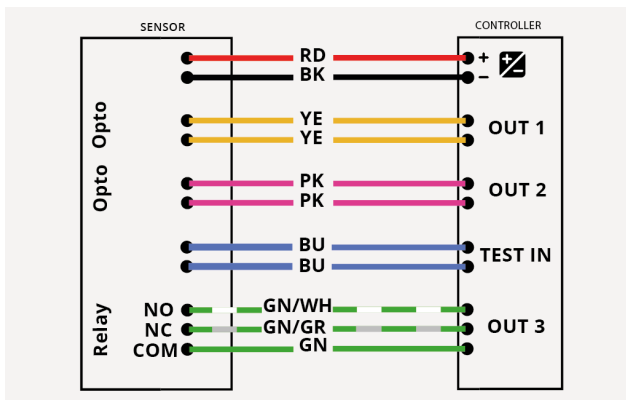 SENSOR
CONTROLLER
RD
+
BK
−
Opto
YE
YE
OUT 1
Opto
PK
PK
OUT 2
BU
BU
TEST IN
Relay
NO
GN/WH
NC
GN/GR
OUT 3
COM
GN